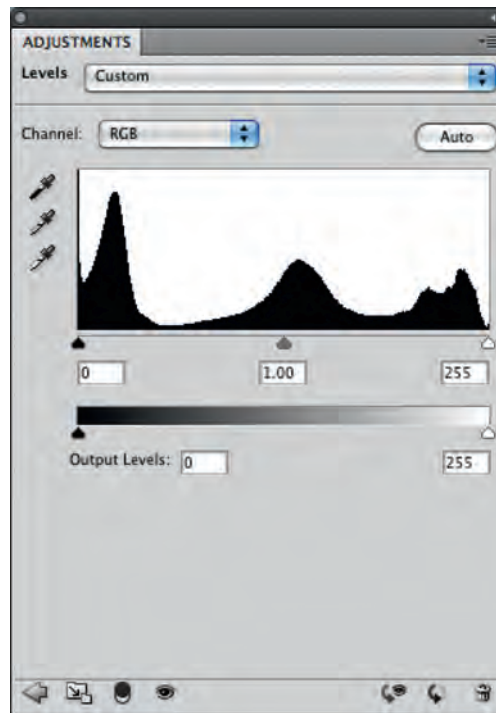 ADJUSTMENTS
Levels Custom
Channel: RGB Auto
0 1.00 255
Output Levels: 0 255